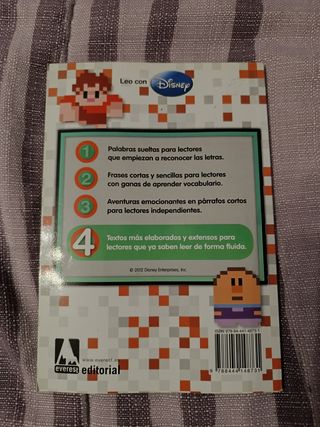 Leo con Disney
1 Palabras sueltas para lectores
que empiezan a reconocer las letras.
2 Frases cortas y sencillas para lectores
con ganas de aprender vocabulario.
3 Aventuras emocionantes en párrafos cortos
para lectores independientes.
4 Textos más elaborados y extensos para
lectores que ya saben leer de forma fluida.
© 2012 Disney Enterprises, Inc.
everest
editorial